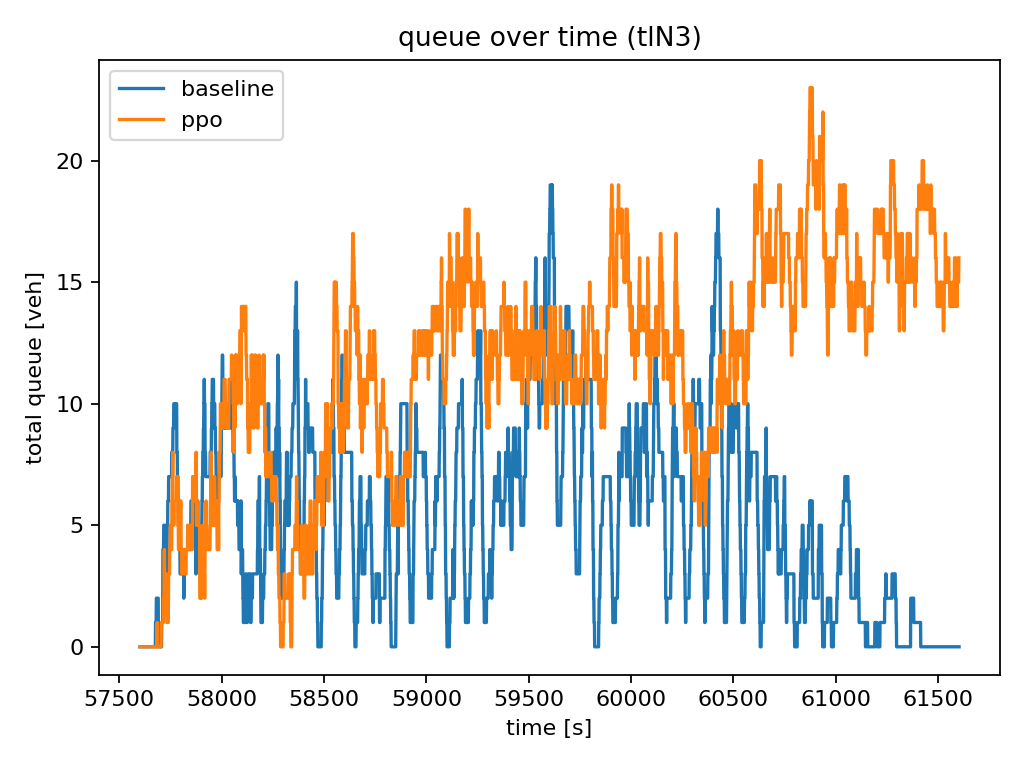 queue over time (tlN3)
baseline
ppo
total queue [veh]
20
15
10
5
0
57500 58000 58500 59000 59500 60000 60500 61000 61500
time [s]